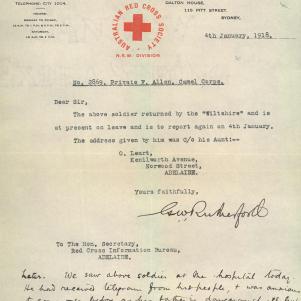 TELEPHONE: CITY 1004.
AUSTRALIAN RED CROSS SOCIETY
N.S.W. DIVISION
DALTON HOUSE,
115 PITT STREET,
SYDNEY,
4th January, 1918.
No. 2869. Private F. Allen. Camel Corps.
Dear Sir,
The above soldier returned by the "Wiltshire" and is
at present on leave and is to report again on 4th January.
The address given by him was c/o his Aunt:-
O. Leart,
Kenilworth Avenue,
Norwood Street,
ADELAIDE.
Yours faithfully,
To The Hon. Secretary,
Red Cross Information Bureau,
ADELAIDE.
Later. We saw above soldier at the hospital today.
He had received telegram from his people, & was anxious